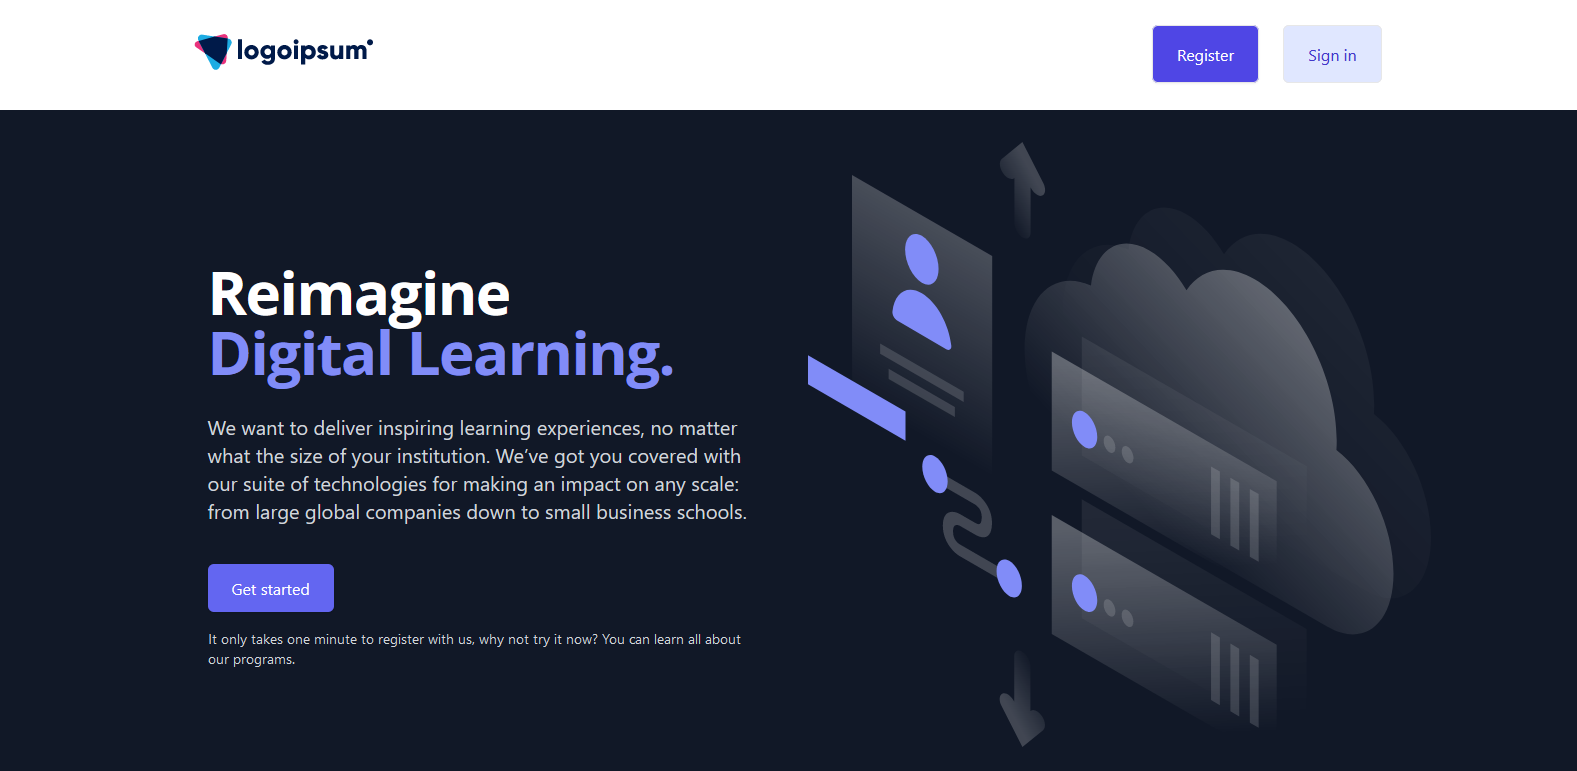 logoipsum
Register
Sign in
Reimagine
Digital Learning.
We want to deliver inspiring learning experiences, no matter
what the size of your institution. We’ve got you covered with
our suite of technologies for making an impact on any scale:
from large global companies down to small business schools.
Get started
It only takes one minute to register with us, why not try it now? You can learn all about
our programs.